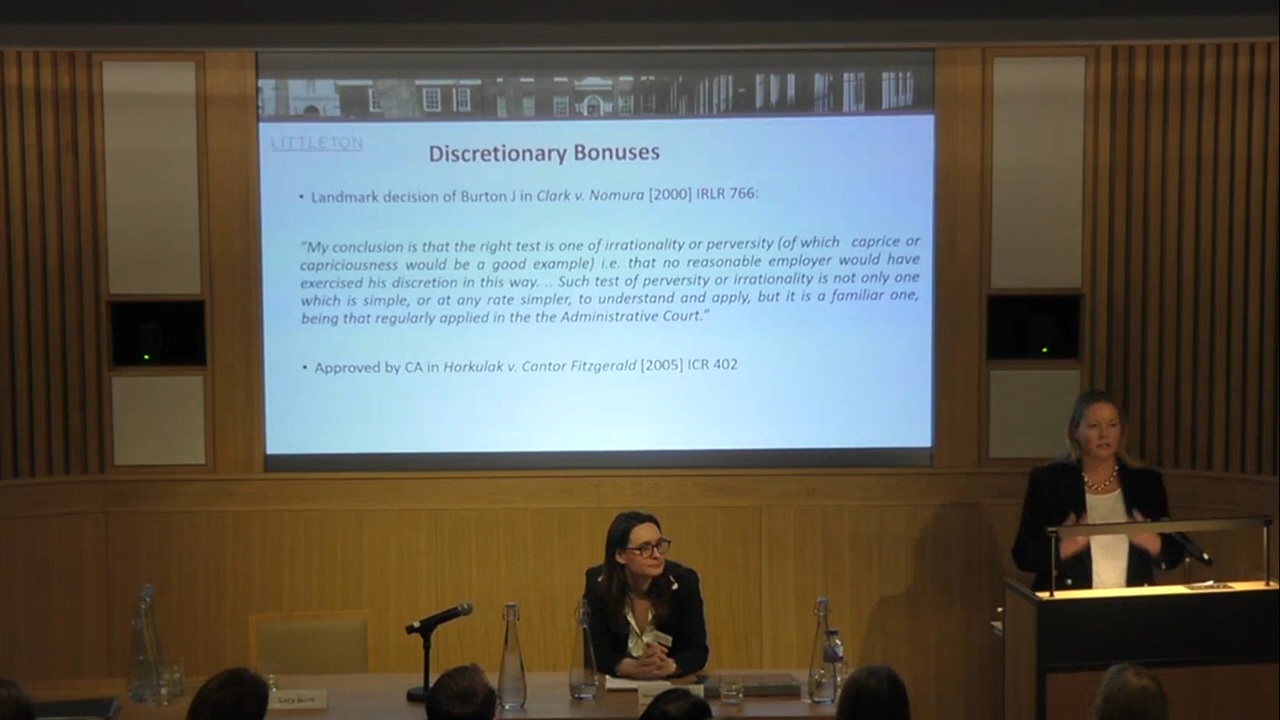 LITTLETON
Discretionary Bonuses
• Landmark decision of Burton J in Clark v. Nomura [2000] IRLR 766:
"My conclusion is that the right test is one of irrationality or perversity (of which caprice or
capriciousness would be a good example) i.e. that no reasonable employer would have
exercised his discretion in this way. .. Such test of perversity or irrationality is not only one
which is simple, or at any rate simpler, to understand and apply, but it is a familiar one,
being that regularly applied in the the Administrative Court."
• Approved by CA in Horkulak v. Cantor Fitzgerald [2005] ICR 402